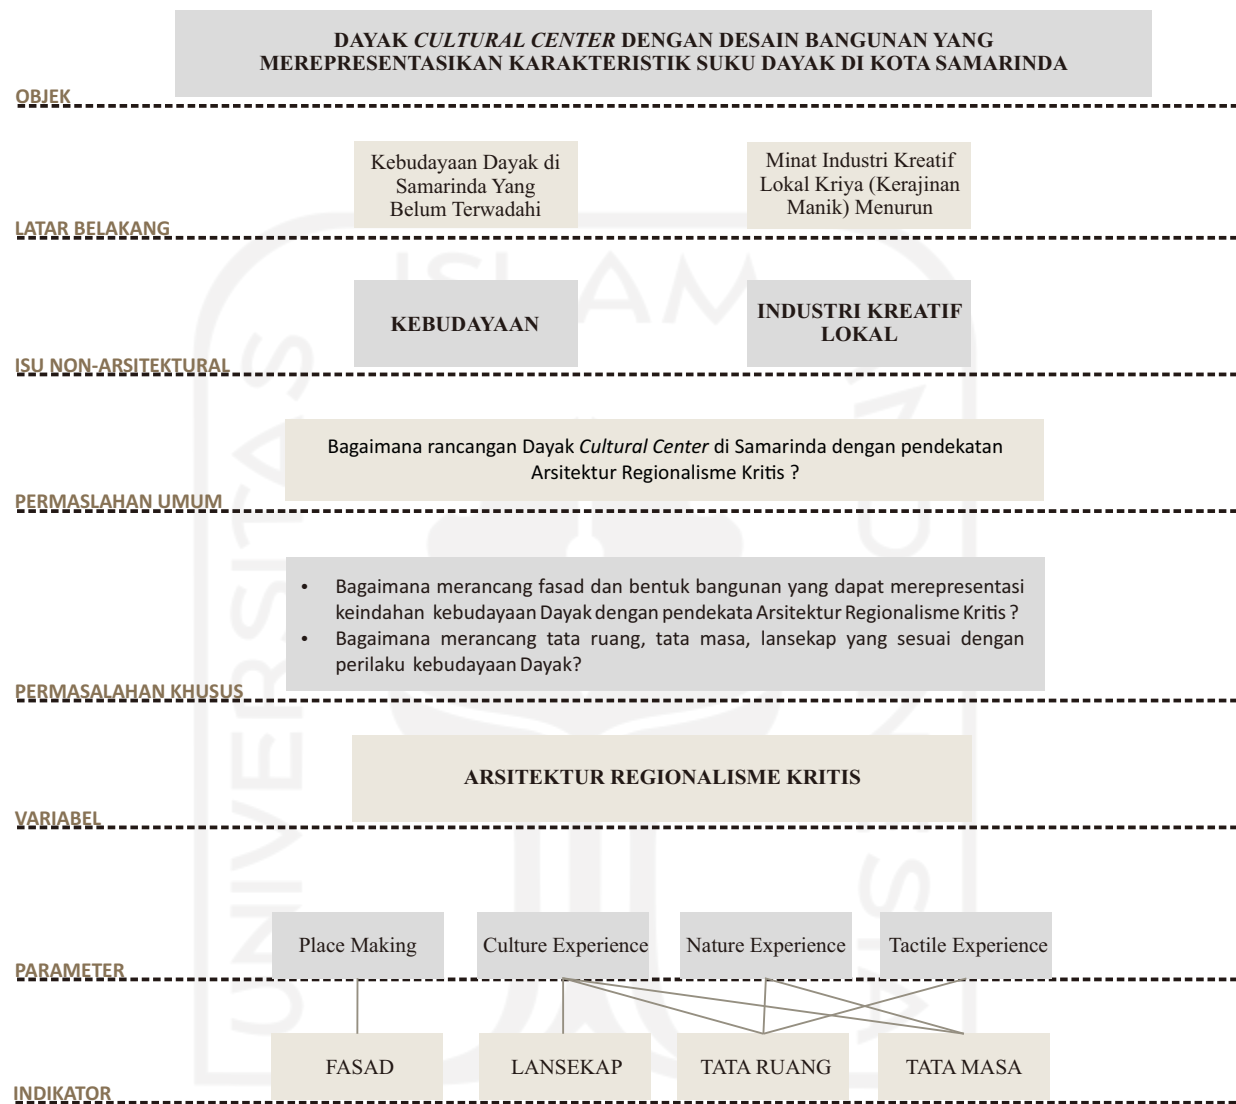 DAYAK CULTURAL CENTER DENGAN DESAIN BANGUNAN YANG
MEREPRESENTASIKAN KARAKTERISTIK SUKU DAYAK DI KOTA SAMARINDA
OBJEK
Kebudayaan Dayak di
Samarinda Yang
Belum Terwadahi
Minat Industri Kreatif
Lokal Kriya (Kerajinan
Manik) Menurun
LATAR BELAKANG
KEBUDAYAAN
INDUSTRI KREATIF
LOKAL
ISU NON-ARSITEKTURAL
Bagaimana rancangan Dayak Cultural Center di Samarinda dengan pendekatan
Arsitektur Regionalisme Kritis ?
PERMASLAHAN UMUM
• Bagaimana merancang fasad dan bentuk bangunan yang dapat merepresentasi
keindahan kebudayaan Dayak dengan pendekata Arsitektur Regionalisme Kritis ?
• Bagaimana merancang tata ruang, tata masa, lansekap yang sesuai dengan
perilaku kebudayaan Dayak?
PERMASALAHAN KHUSUS
ARSITEKTUR REGIONALISME KRITIS
VARIABEL
Place Making
Culture Experience
Nature Experience
Tactile Experience
PARAMETER
FASAD
LANSEKAP
TATA RUANG
TATA MASA
INDIKATOR
UNIVERSITAS
ISLAM